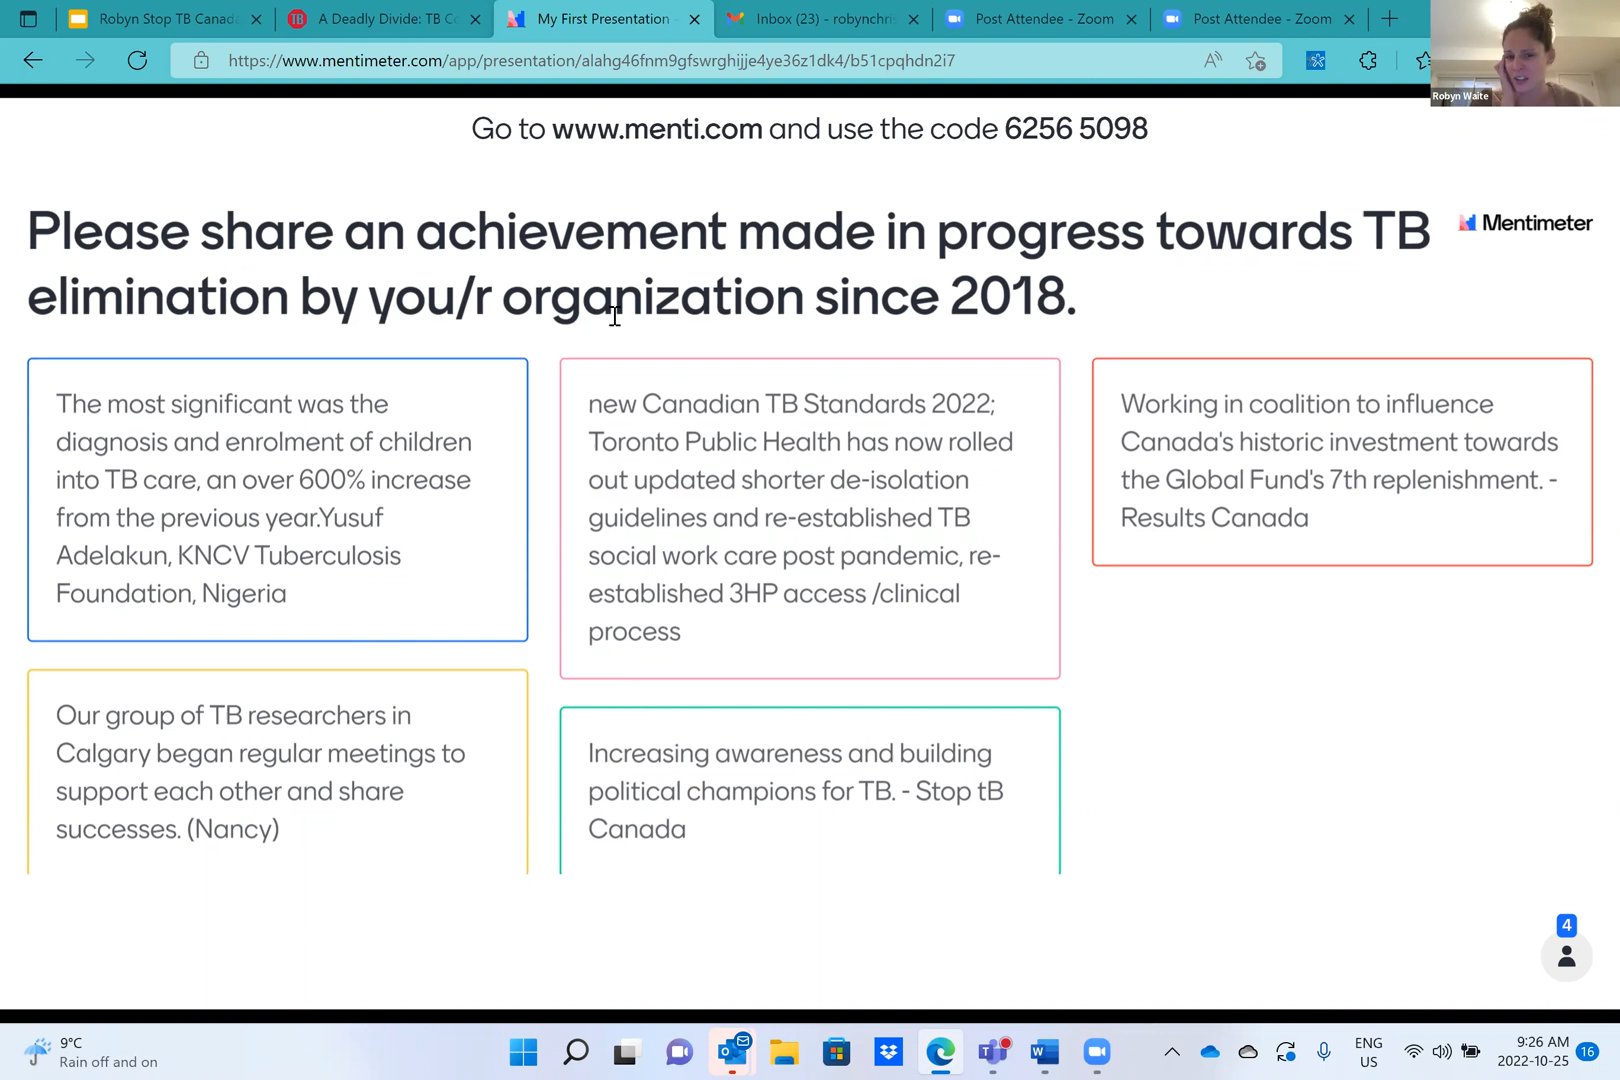 Robyn Stop TB Canada
A Deadly Divide: TB Co
My First Presentation -
Inbox (23) - robynchri
Post Attendee - Zoom
Post Attendee - Zoom
https://www.mentimeter.com/app/presentation/alahg46fnm9gfswrghijje4ye36z1dk4/b51cpqhdn2i7
Robyn Waite
Go to www.menti.com and use the code 6256 5098
Please share an achievement made in progress towards TB
elimination by you/r organization since 2018.
Mentimeter
The most significant was the
diagnosis and enrolment of children
into TB care, an over 600% increase
from the previous year.Yusuf
Adelakun, KNCV Tuberculosis
Foundation, Nigeria
new Canadian TB Standards 2022;
Toronto Public Health has now rolled
out updated shorter de-isolation
guidelines and re-established TB
social work care post pandemic, re-
established 3HP access /clinical
process
Working in coalition to influence
Canada's historic investment towards
the Global Fund's 7th replenishment. -
Results Canada
Our group of TB researchers in
Calgary began regular meetings to
support each other and share
successes. (Nancy)
Increasing awareness and building
political champions for TB. - Stop tB
Canada
4
9°C
Rain off and on
ENG
US
9:26 AM
2022-10-25
16